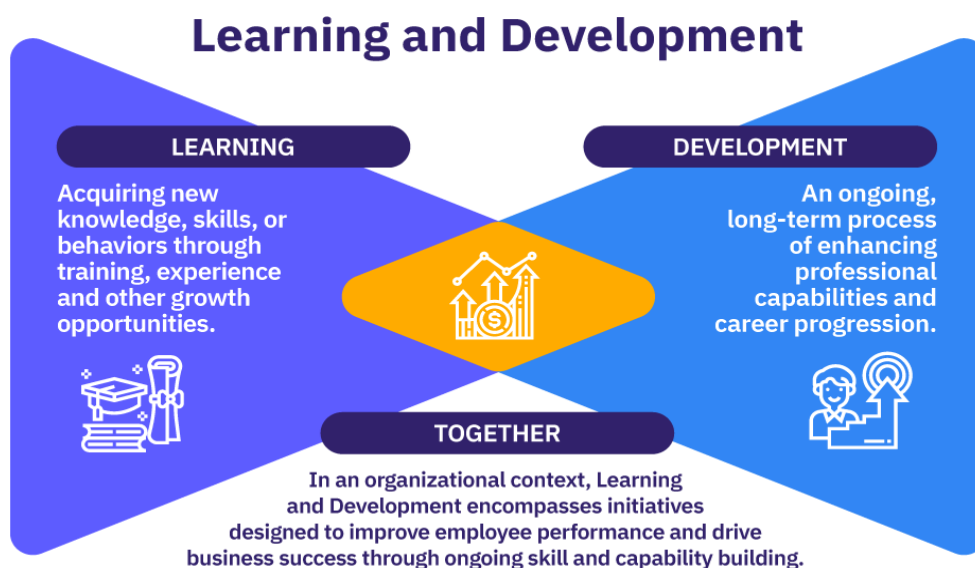 Learning and Development
LEARNING
Acquiring new
knowledge, skills, or
behaviors through
training, experience
and other growth
opportunities.
DEVELOPMENT
An ongoing,
long-term process
of enhancing
professional
capabilities and
career progression.
$
TOGETHER
In an organizational context, Learning
and Development encompasses initiatives
designed to improve employee performance and drive
business success through ongoing skill and capability building.